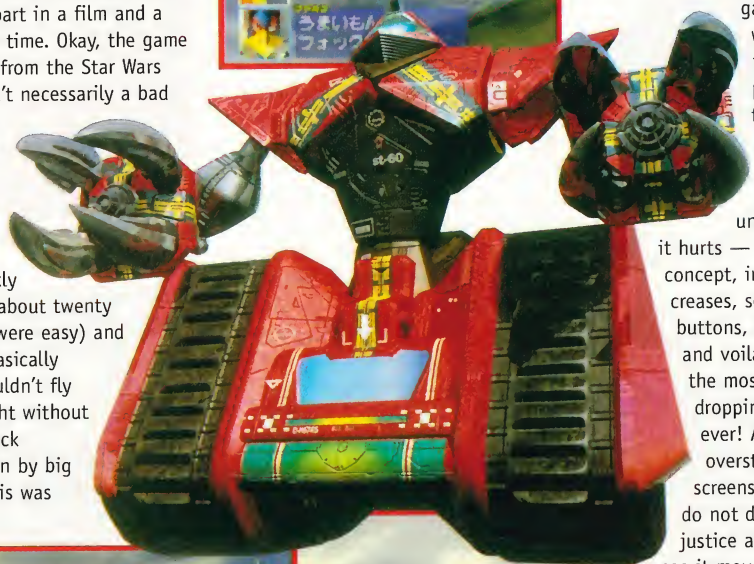 part in a film and a
time. Okay, the game
from the Star Wars
't necessarily a bad
kly
about twenty
were easy) and
asically
uldn't fly
ht without
ck
n by big
is was
うまいもん
フォック
st-60
ga
un
it hurts —
concept, in
creases, s
buttons,
and voila
the mos
droppin
ever! A
overst
screens
do not d
justice a